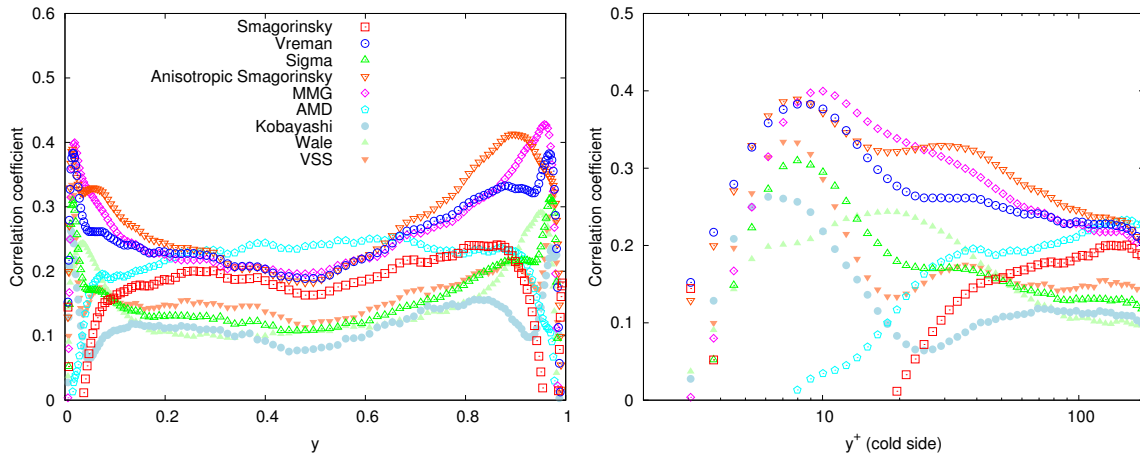 Correlation coefficient
0.6
0.5
0.4
0.3
0.2
0.1
0
0
0.2
0.4
0.6
0.8
1
y
Smagorinsky
Vreman
Sigma
Anisotropic Smagorinsky
MMG
AMD
Kobayashi
Wale
VSS
Correlation coefficient
0.5
0.4
0.3
0.2
0.1
0
10
100
y+ (cold side)